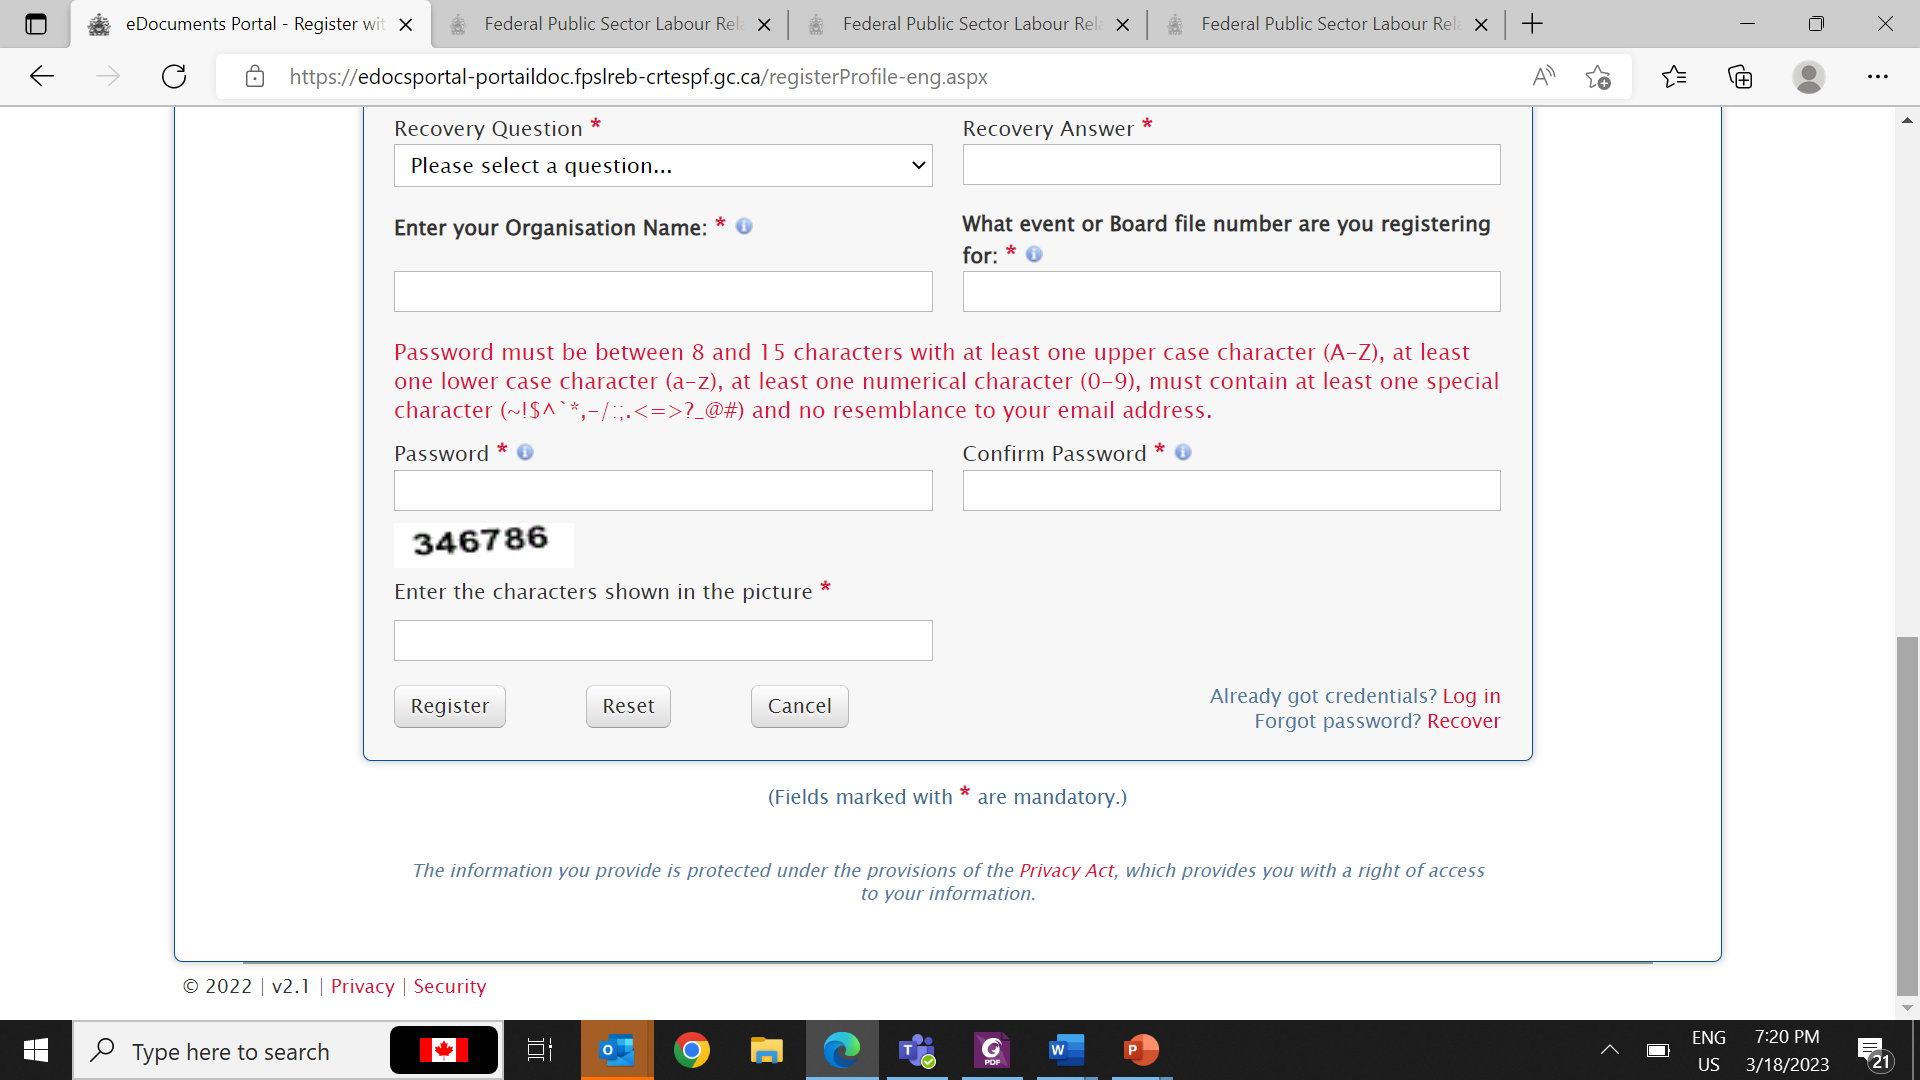 eDocuments Portal - Register wit
Federal Public Sector Labour Rela
Federal Public Sector Labour Rela
Federal Public Sector Labour Rela
https://edocsportal-portaildoc.fpslreb-crtespf.gc.ca/registerProfile-eng.aspx
Recovery Question *
Recovery Answer *
Please select a question...
Enter your Organisation Name: *
What event or Board file number are you registering
for: *
Password must be between 8 and 15 characters with at least one upper case character (A-Z), at least
one lower case character (a-z), at least one numerical character (0-9), must contain at least one special
character (~!$^`*,-/:;.<=>?_@#) and no resemblance to your email address.
Password *
Confirm Password *
346786
Enter the characters shown in the picture *
Register
Reset
Cancel
Already got credentials? Log in
Forgot password? Recover
(Fields marked with * are mandatory.)
The information you provide is protected under the provisions of the Privacy Act, which provides you with a right of access
to your information.
© 2022 | v2.1 | Privacy | Security
Type here to search
ENG
US
7:20 PM
3/18/2023
21